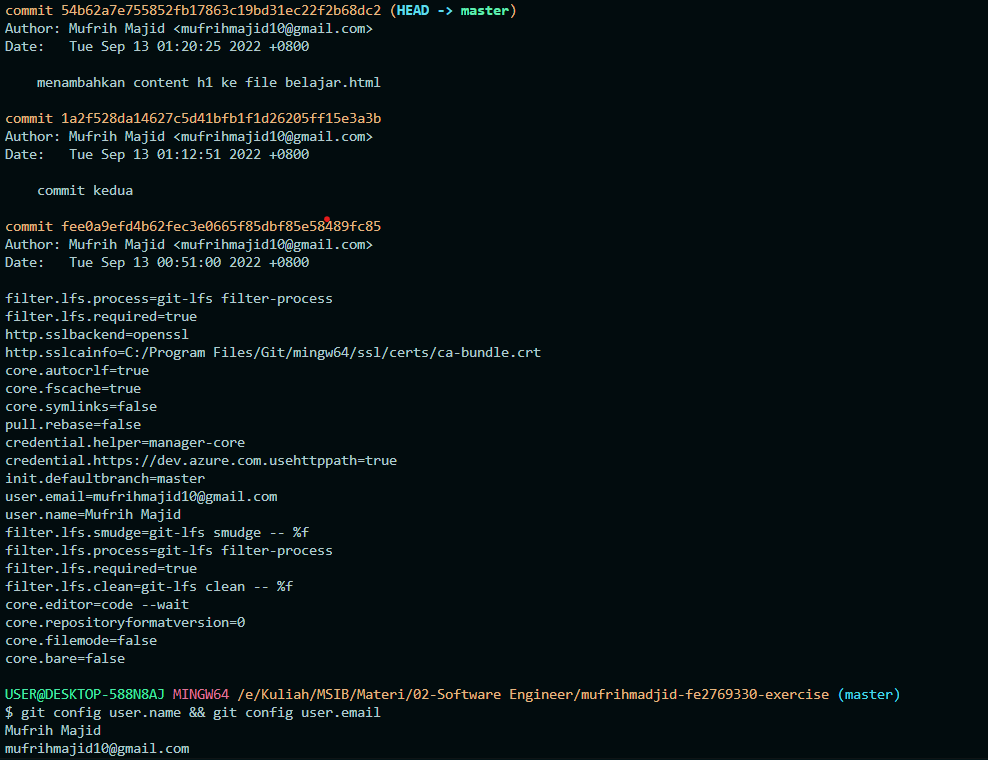 commit 54b62a7e755852fb17863c19bd31ec22f2b68dc2 (HEAD -> master)
Author: Mufrih Majid <mufrihmajid10@gmail.com>
Date:   Tue Sep 13 01:20:25 2022 +0800
    menambahkan content h1 ke file belajar.html
commit 1a2f528da14627c5d41bfb1f1d26205ff15e3a3b
Author: Mufrih Majid <mufrihmajid10@gmail.com>
Date:   Tue Sep 13 01:12:51 2022 +0800
    commit kedua
commit fee0a9efd4b62fec3e0665f85dbf85e58489fc85
Author: Mufrih Majid <mufrihmajid10@gmail.com>
Date:   Tue Sep 13 00:51:00 2022 +0800
filter.lfs.process=git-lfs filter-process
filter.lfs.required=true
http.sslbackend=openssl
http.sslcainfo=C:/Program Files/Git/mingw64/ssl/certs/ca-bundle.crt
core.autocrlf=true
core.fscache=true
core.symlinks=false
pull.rebase=false
credential.helper=manager-core
credential.https://dev.azure.com.usehttppath=true
init.defaultbranch=master
user.email=mufrihmajid10@gmail.com
user.name=Mufrih Majid
filter.lfs.smudge=git-lfs smudge -- %f
filter.lfs.process=git-lfs filter-process
filter.lfs.required=true
filter.lfs.clean=git-lfs clean -- %f
core.editor=code --wait
core.repositoryformatversion=0
core.filemode=false
core.bare=false
USER@DESKTOP-588N8AJ MINGW64 /e/Kuliah/MSIB/Materi/02-Software Engineer/mufrihmadjid-fe2769330-exercise (master)
$ git config user.name && git config user.email
Mufrih Majid
mufrihmajid10@gmail.com